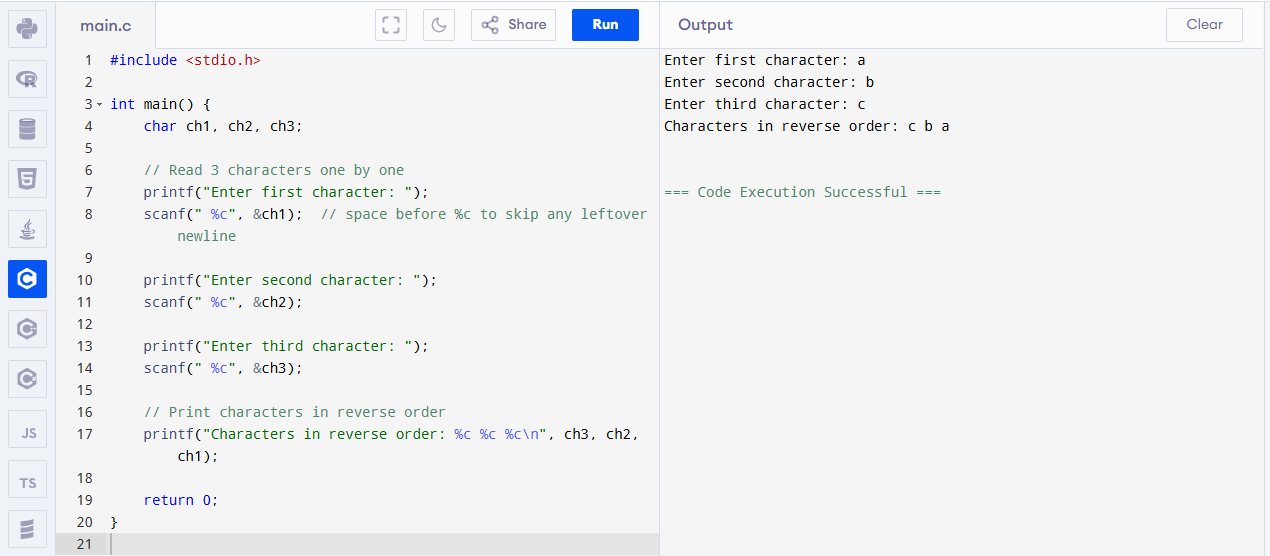 main.c
Share
Run
Output
Clear
1 #include <stdio.h>
2
3 int main() {
4     char ch1, ch2, ch3;
5
6     // Read 3 characters one by one
7     printf("Enter first character: ");
8     scanf(" %c", &ch1);  // space before %c to skip any leftover
        newline
9
10     printf("Enter second character: ");
11     scanf(" %c", &ch2);
12
13     printf("Enter third character: ");
14     scanf(" %c", &ch3);
15
16     // Print characters in reverse order
17     printf("Characters in reverse order: %c %c %c\n", ch3, ch2,
        ch1);
18
19     return 0;
20 }
21
Enter first character: a
Enter second character: b
Enter third character: c
Characters in reverse order: c b a
=== Code Execution Successful ===
R
5
C
C
C
JS
TS